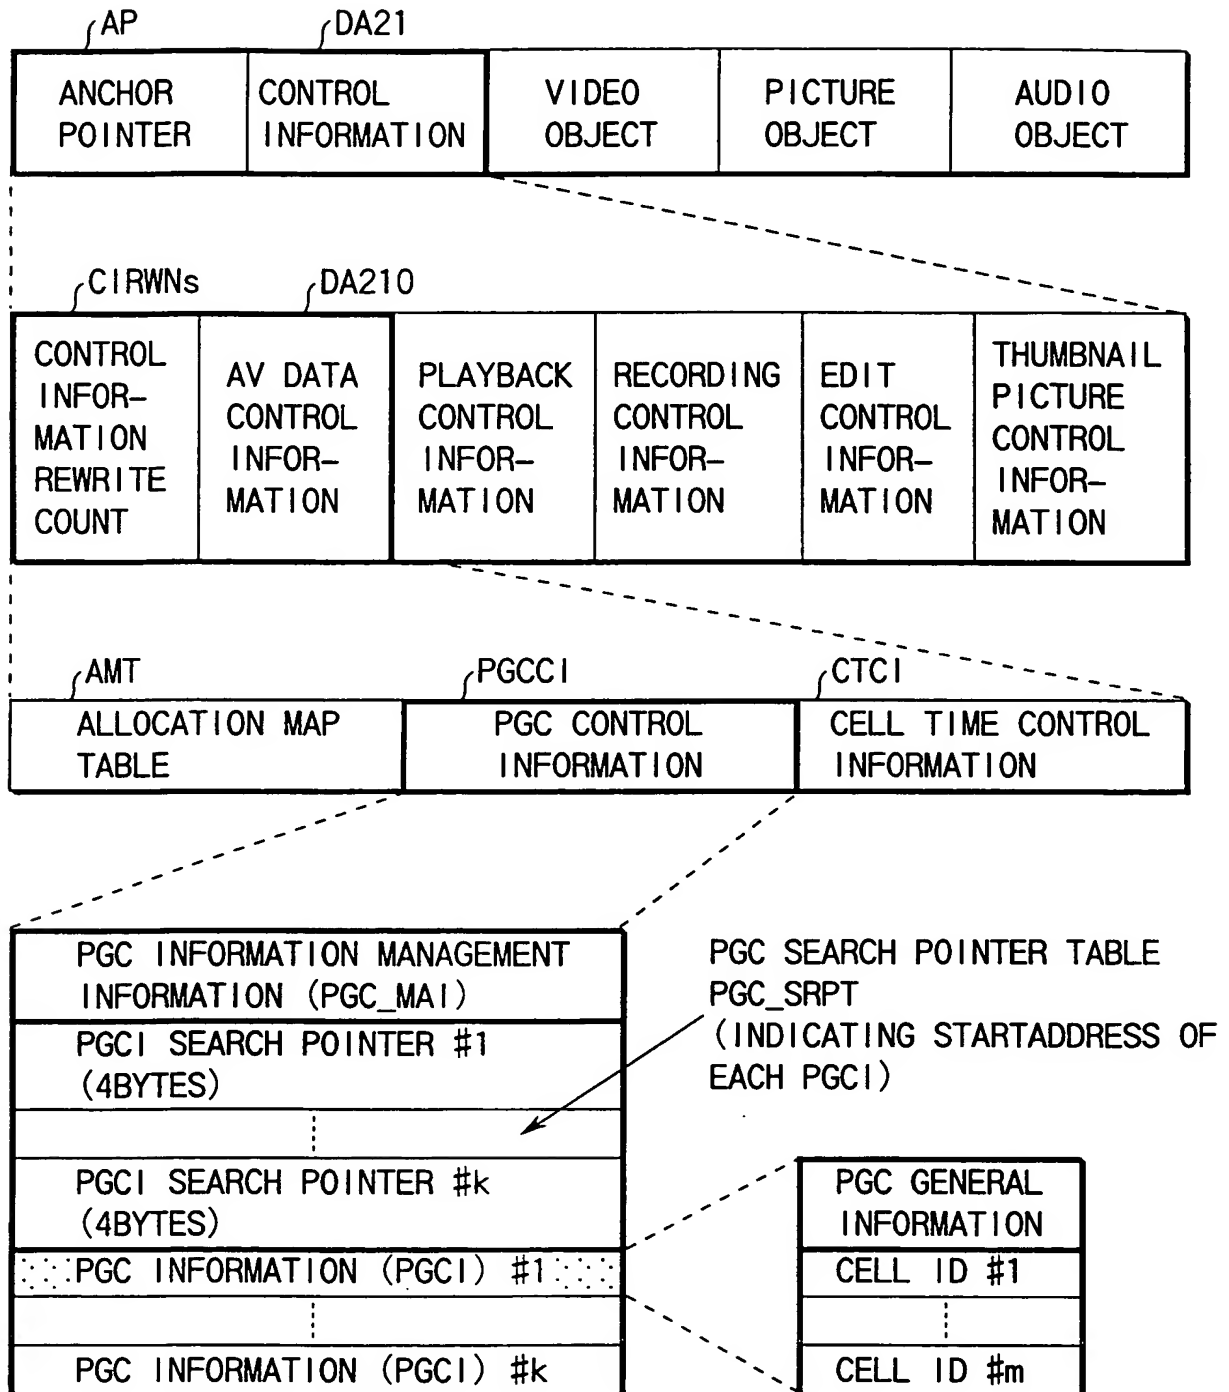 AP
DA21
ANCHOR
POINTER
CONTROL
INFORMATION
VIDEO
OBJECT
PICTURE
OBJECT
AUDIO
OBJECT
CIRWNs
DA210
CONTROL
INFOR-
MATION
REWRITE
COUNT
AV DATA
CONTROL
INFOR-
MATION
PLAYBACK
CONTROL
INFOR-
MATION
RECORDING
CONTROL
INFOR-
MATION
EDIT
CONTROL
INFOR-
MATION
THUMBNAIL
PICTURE
CONTROL
INFOR-
MATION
AMT
PGCCI
CTCI
ALLOCATION MAP
TABLE
PGC CONTROL
INFORMATION
CELL TIME CONTROL
INFORMATION
PGC INFORMATION MANAGEMENT
INFORMATION (PGC_MAI)
PGCI SEARCH POINTER #1
(4BYTES)
PGCI SEARCH POINTER #k
(4BYTES)
PGC INFORMATION (PGCI) #1
PGC INFORMATION (PGCI) #k
PGC SEARCH POINTER TABLE
PGC_SRPT
(INDICATING STARTADDRESS OF
EACH PGCI)
PGC GENERAL
INFORMATION
CELL ID #1
CELL ID #m